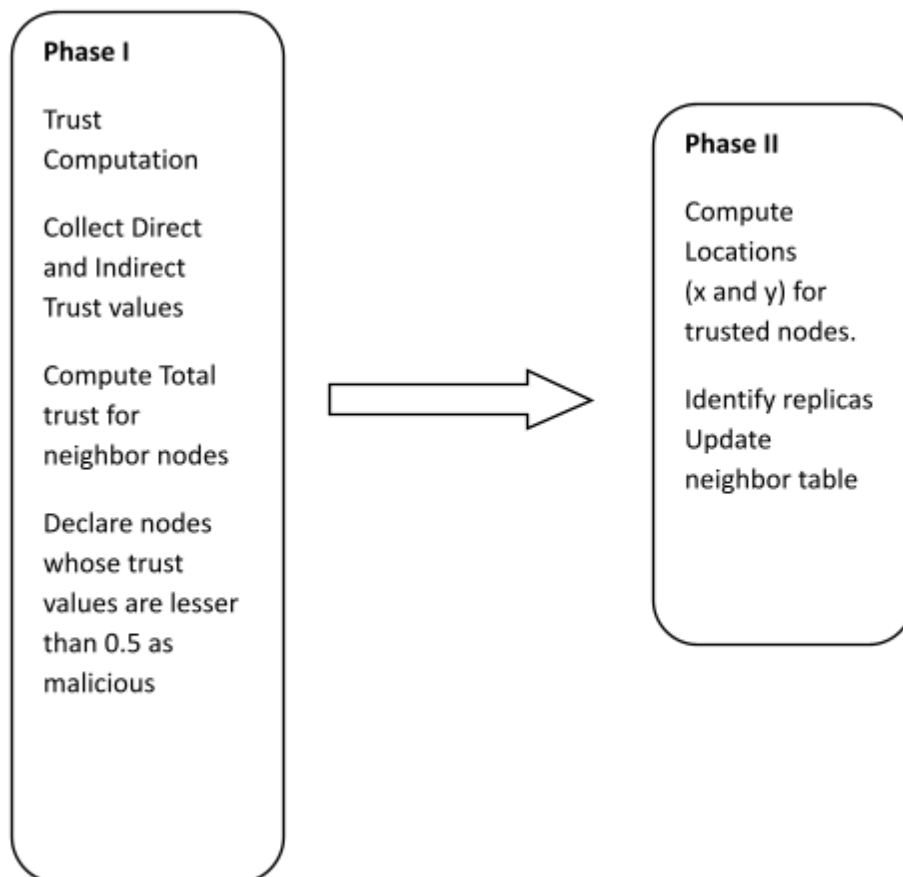 Phase I
Trust
Computation
Collect Direct
and Indirect
Trust values
Compute Total
trust for
neighbor nodes
Declare nodes
whose trust
values are lesser
than 0.5 as
malicious
Phase II
Compute
Locations
(x and y) for
trusted nodes.
Identify replicas
Update
neighbor table